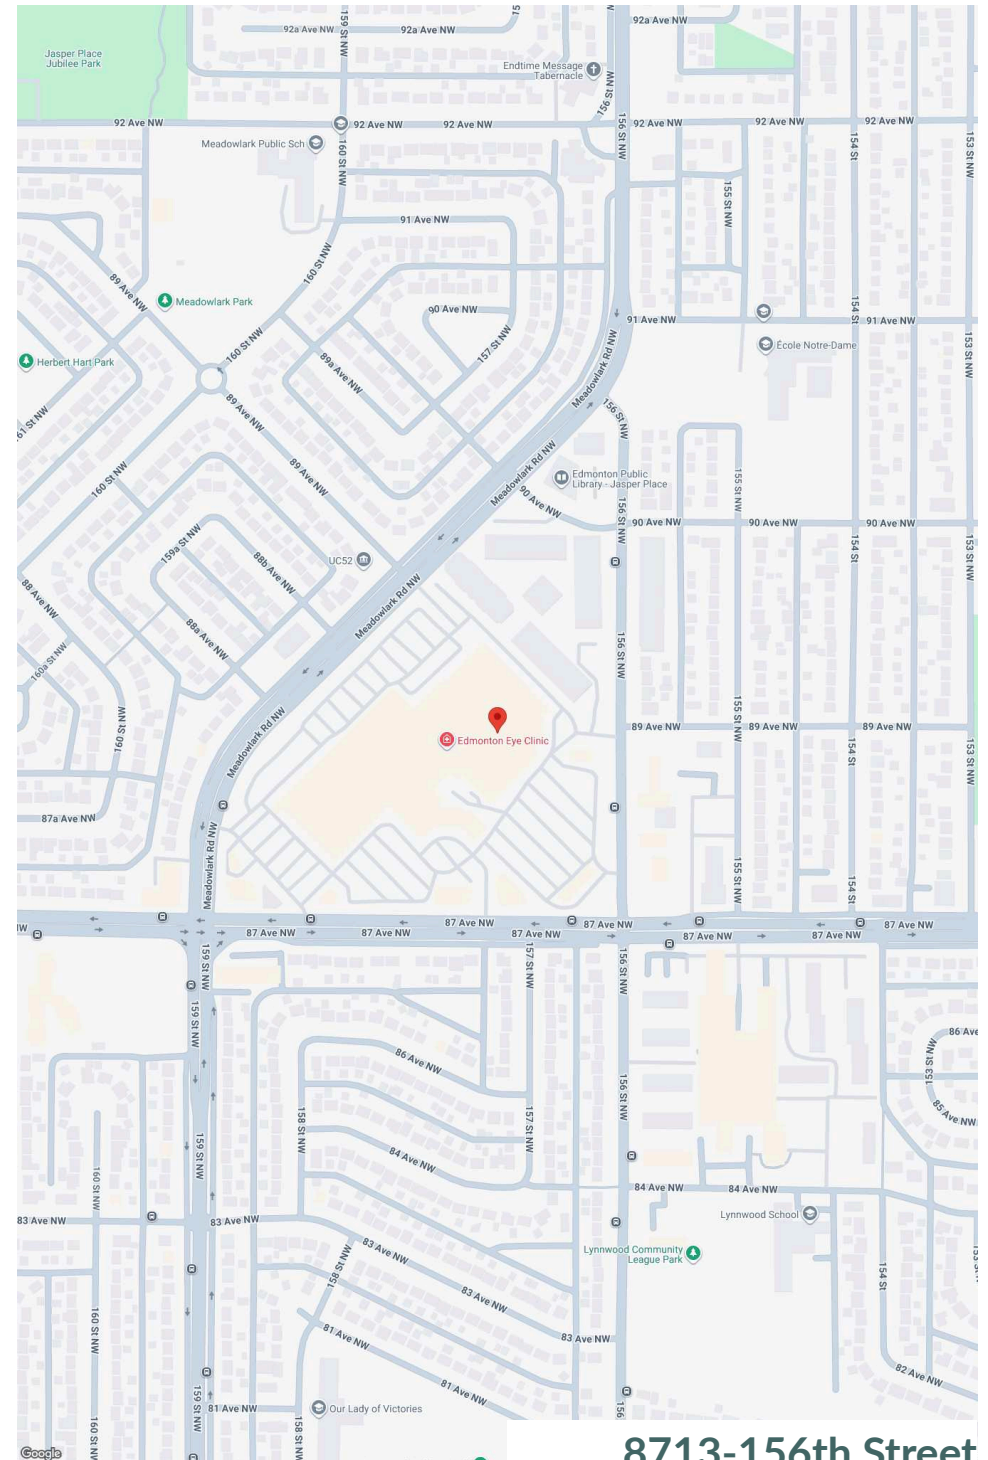 92a Ave NW
92a Ave NW
159 St NW
15
92a Ave NW
Jasper Place
Jubilee Park
Endtime Message
Tabernacle
156 St NW
92 Ave NW
92 Ave NW
92 Ave NW
156 St NW
92 Ave NW
92 Ave NW
92 Ave NW
154 St
153 St NW
Meadowlark Public Sch
160 St NW
155 St NW
91 Ave NW
160 St NW
89 Ave NW
Meadowlark Park
90 Ave NW
157 St NW
91 Ave NW
154 St
91 Ave NW
École Notre-Dame
153 St NW
Herbert Hart Park
160 St NW
89a Ave NW
Meadowlark Rd NW
61 St NW
89 Ave NW
156 St NW
89 Ave NW
160 St NW
Meadowlark Rd NW
Edmonton Public
Library - Jasper Place
155 St NW
90 Ave NW
156 St NW
90 Ave NW
90 Ave NW
90 Ave NW
154 St
153 St NW
159a St NW
88b Ave NW
UC52
88 Ave NW
Meadowlark Rd NW
88a Ave NW
160a St NW
156 St NW
160 St NW
Meadowlark Rd NW
Edmonton Eye Clinic
89 Ave NW
155 St NW
89 Ave NW
154 St
89 Ave NW
153 St NW
87a Ave NW
Meadowlark Rd NW
155 St NW
154 St
W
87 Ave NW
87 Ave NW
87 Ave NW
87 Ave NW
87 Ave NW
87 Ave NW
87 Ave NW
87 Ave NW
159 St NW
157 St NW
156 St NW
159 St NW
86 Ave NW
86 Ave
153 St NW
85 Ave NW
158 St NW
157 St NW
156 St NW
159 St NW
84 Ave NW
160 St NW
84 Ave NW
84 Ave NW
Lynnwood School
83 Ave NW
83 Ave NW
83 Ave NW
158 St NW
Lynnwood Community
League Park
154 St
153 St
83 Ave NW
160 St NW
81 Ave NW
83 Ave NW
82 Ave NW
81 Ave NW
159 St NW
81 Ave NW
Our Lady of Victories
156
160 St NW
158 St NW
Google
8713-156th Street